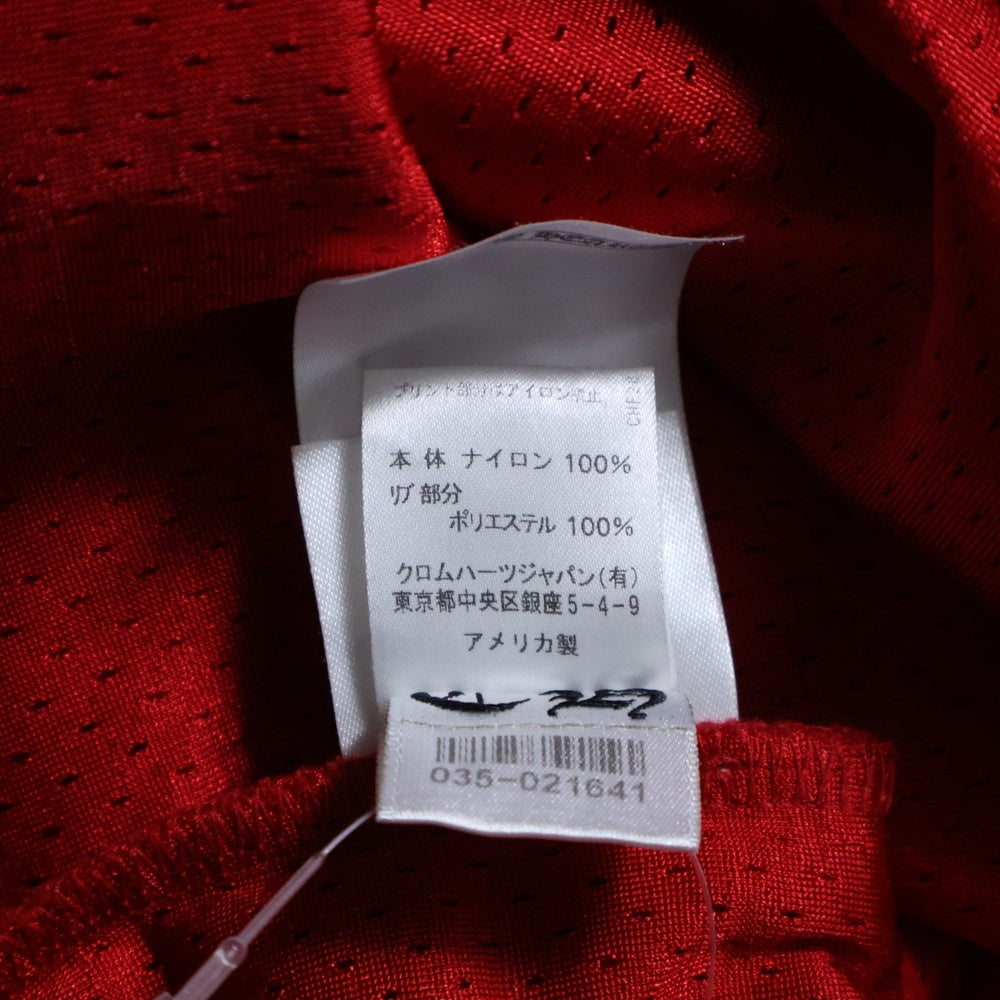 プリント部分はアイロン禁止
本体 ナイロン 100%
リブ部分
ポリエステル 100%
クロムハーツジャパン(有)
東京都中央区銀座5-4-9
アメリカ製
035-021641